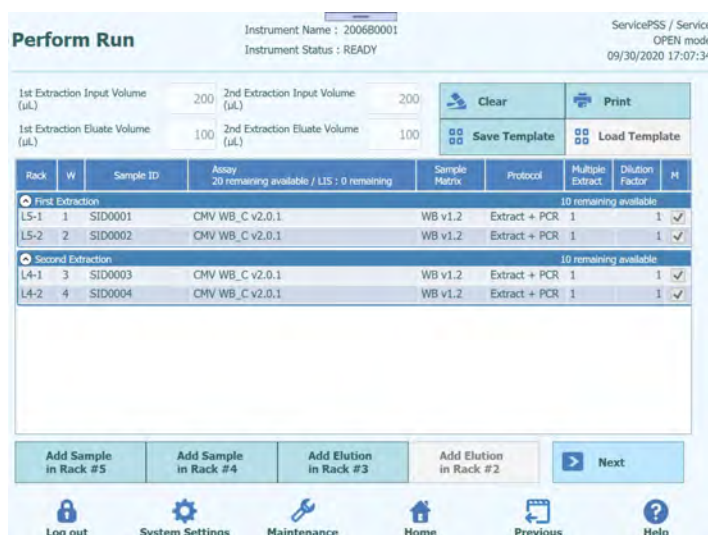 Perform Run
Instrument Name : 2006B0001
Instrument Status : READY
ServicePSS / Service
OPEN mode
09/30/2020 17:07:34
1st Extraction Input Volume (µL) 200 2nd Extraction Input Volume (µL) 200
Clear
Print
1st Extraction Eluate Volume (µL) 100 2nd Extraction Eluate Volume (µL) 100
Save Template
Load Template
Rack W Sample ID Assay 20 remaining available / LIS : 0 remaining Sample Matrix Protocol Multiple Extract Dilution Factor M
First Extraction 10 remaining available
L5-1 1 SID0001 CMV WB_C v2.0.1 WB v1.2 Extract + PCR 1 1
L5-2 2 SID0002 CMV WB_C v2.0.1 WB v1.2 Extract + PCR 1 1
Second Extraction 10 remaining available
L4-1 3 SID0003 CMV WB_C v2.0.1 WB v1.2 Extract + PCR 1 1
L4-2 4 SID0004 CMV WB_C v2.0.1 WB v1.2 Extract + PCR 1 1
Add Sample in Rack #5
Add Sample in Rack #4
Add Elution in Rack #3
Add Elution in Rack #2
Next
Log out System Settings Maintenance Home Previous Help